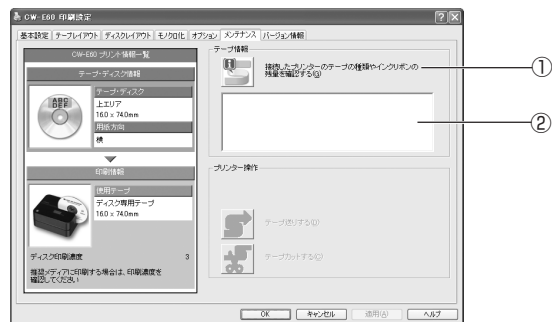 CW-E60 印刷設定
基本設定 テープレイアウト ディスクレイアウト モノクロ化 オプション メンテナンス バージョン情報
CW-E60 プリント情報一覧
テープ・ディスク情報
ABC
DEF
テープ・ディスク
上エリア
16.0 x 74.0mm
用紙方向
横
印刷情報
使用テープ
ディスク専用テープ
16.0 x 74.0mm
ディスク印刷濃度 3
推奨メディアに印刷する場合は、印刷濃度を
確認してください
テープ情報
接続したプリンターのテープの種類やインクリボンの
残量を確認する(G)
①
②
プリンター操作
テープ送りする(D)
テープカットする(C)
OK キャンセル 適用(A) ヘルプ